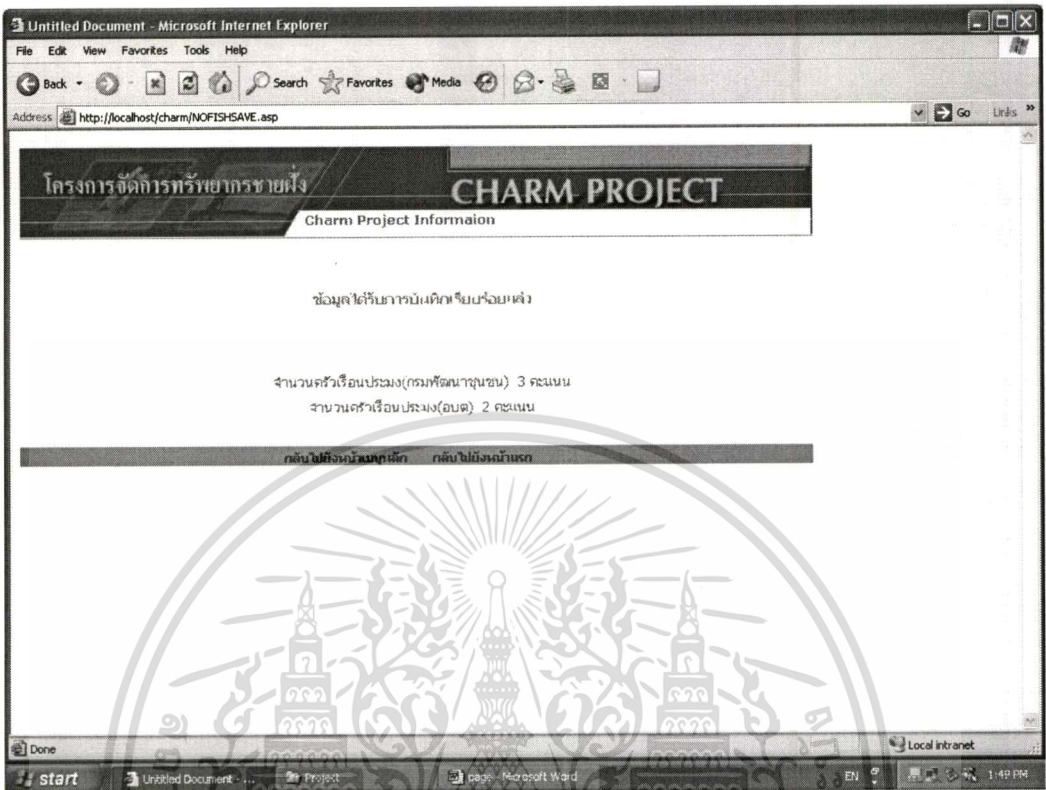 Untitled Document - Microsoft Internet Explorer
File Edit View Favorites Tools Help
Back Search Favorites Media
Address http://localhost/charm/NOFISHSAVE.asp Go Links »
โครงการจัดการทรัพยากรชายฝั่ง
CHARM PROJECT
Charm Project Informaion
ข้อมูลได้รับการบันทึกเรียบร้อยแล้ว
จำนวนครัวเรือนประมง(กรมพัฒนาชุมชน) 3 คะแนน
จำนวนครัวเรือนประมง(อบต) 2 คะแนน
กลับไปยังหน้าเมนูหลัก กลับไปยังหน้าแรก
Done Local intranet
start Untitled Document - ... Project page - Microsoft Word EN 1:49 PM